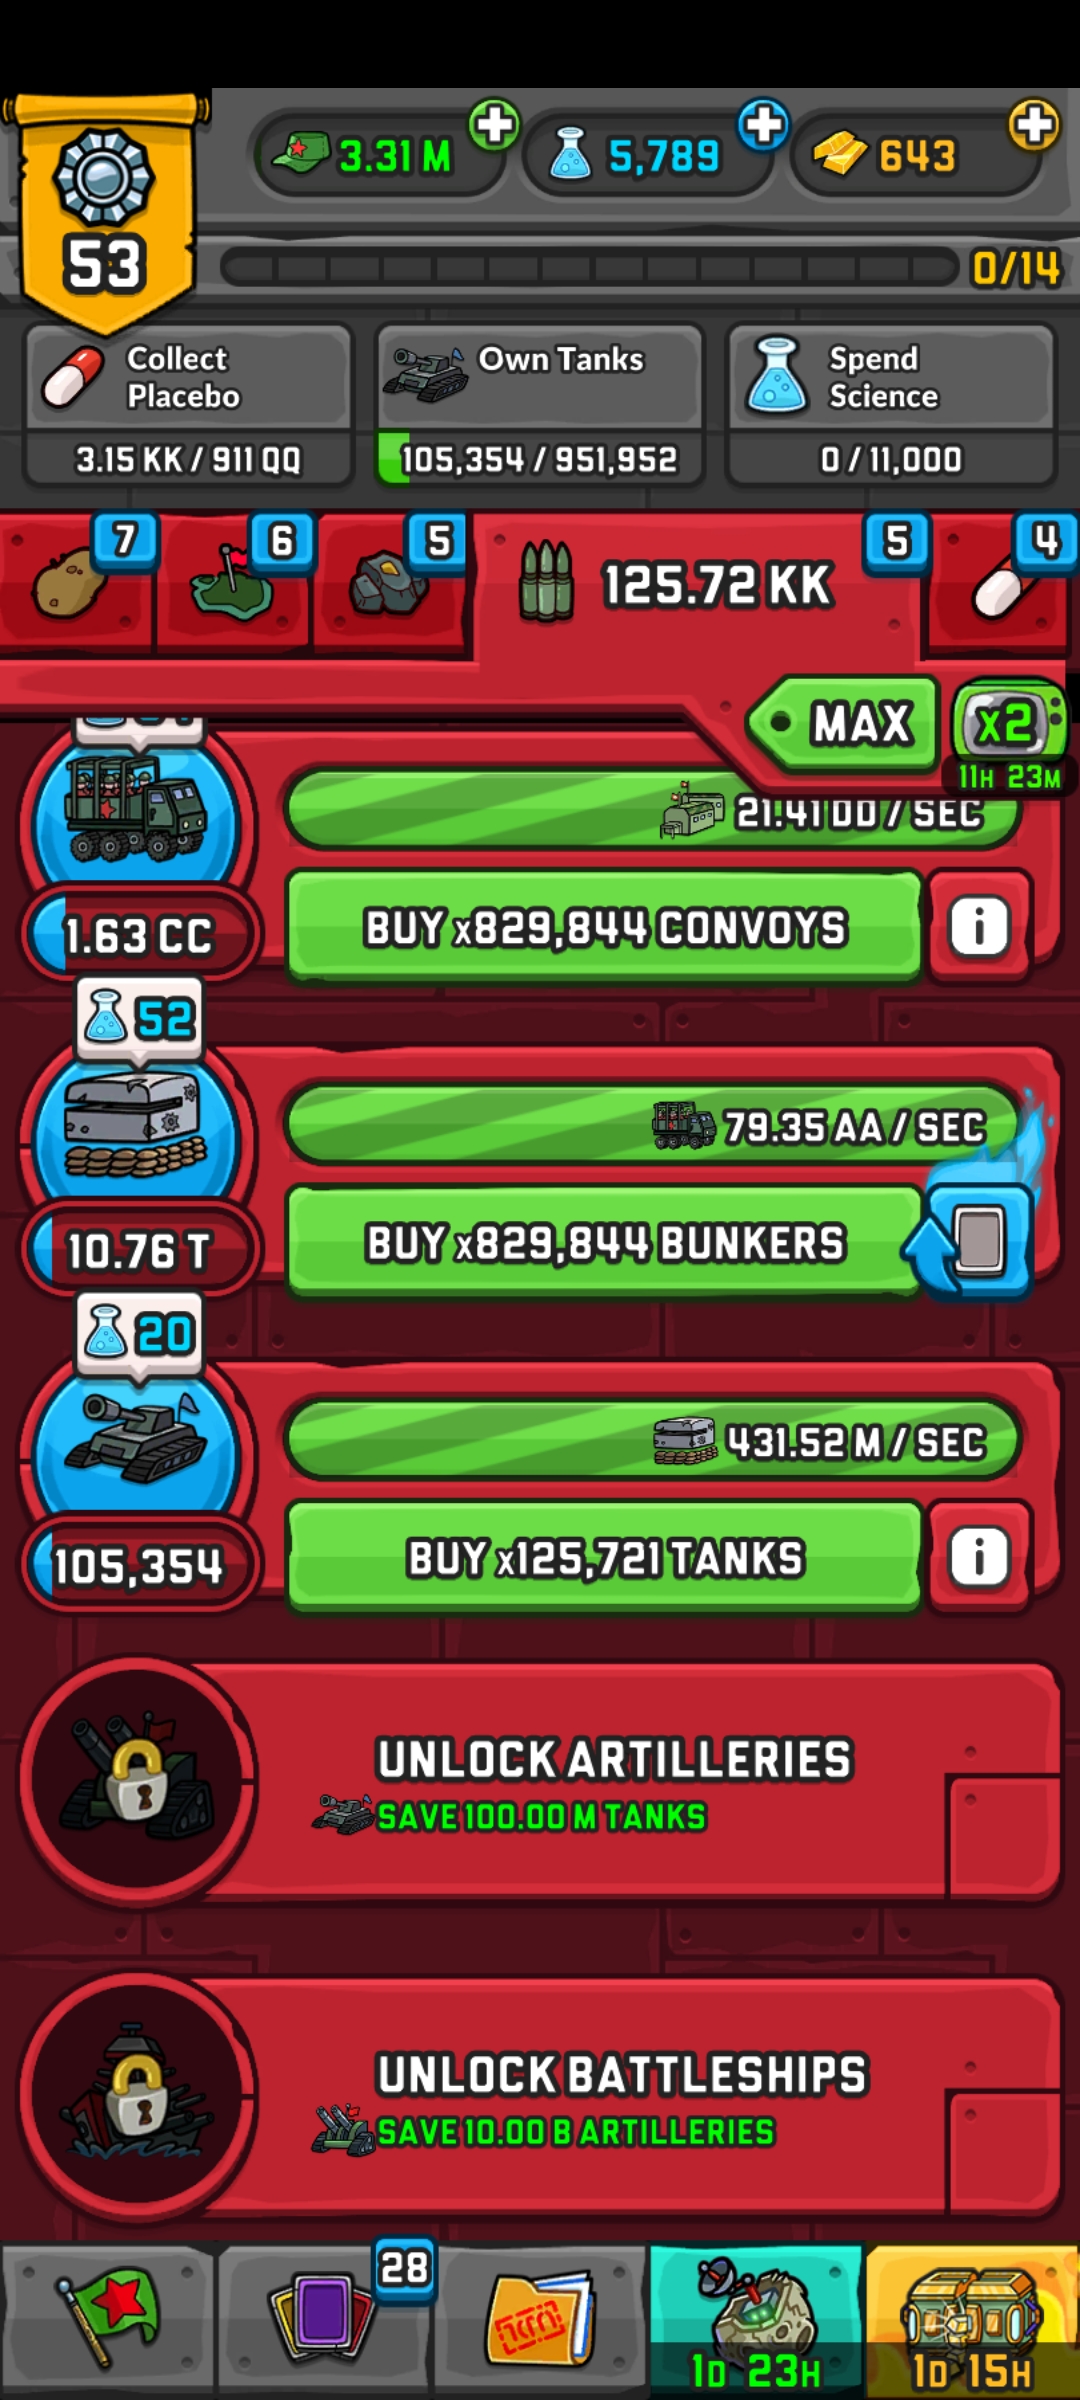 3.31 M
5,789
643
53
0/14
Collect
Placebo
Own Tanks
Spend
Science
3.15 KK / 911 QQ
105,354 / 951,952
0 / 11,000
7
6
5
125.72 KK
5
4
MAX
x2
11H 23M
21.41 DD / SEC
1.63 CC
BUY x829,844 CONVOYS
i
52
79.35 AA / SEC
10.76 T
BUY x829,844 BUNKERS
20
431.52 M / SEC
105,354
BUY x125,721 TANKS
i
UNLOCK ARTILLERIES
SAVE 100.00 M TANKS
UNLOCK BATTLESHIPS
SAVE 10.00 B ARTILLERIES
28
1D 23H
1D 15H